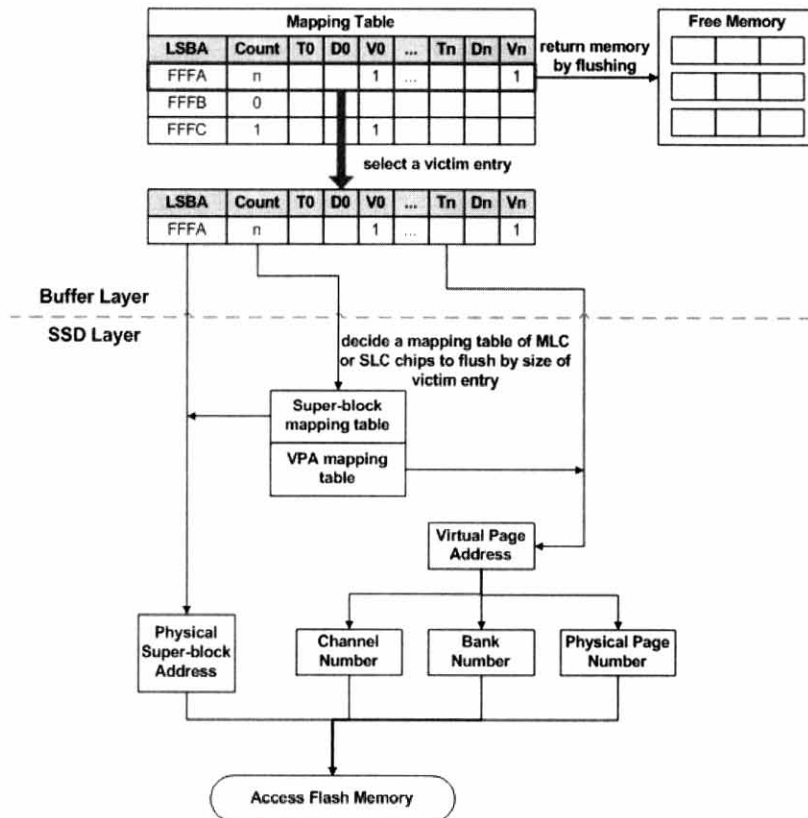 Mapping Table
LSBA Count T0 D0 V0 ... Tn Dn Vn
FFFA n 1 ... 1
FFFB 0
FFFC 1 1
return memory
by flushing
Free Memory
select a victim entry
LSBA Count T0 D0 V0 ... Tn Dn Vn
FFFA n 1 ... 1
Buffer Layer
SSD Layer
decide a mapping table of MLC
or SLC chips to flush by size of
victim entry
Super-block
mapping table
VPA mapping
table
Virtual Page
Address
Physical
Super-block
Address
Channel
Number
Bank
Number
Physical Page
Number
Access Flash Memory